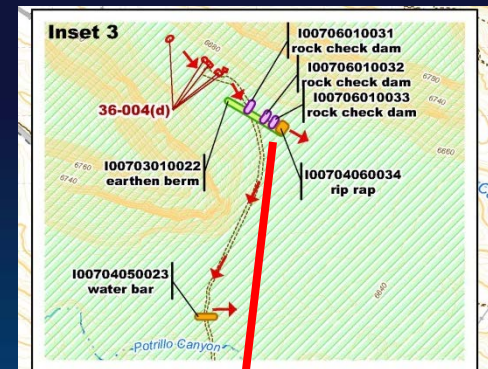 Inset 3
I00706010031
rock check dam
I00706010032
rock check dam
I00706010033
rock check dam
36-004(d)
I00703010022
earthen berm
I00704060034
rip rap
I00704050023
water bar
Potrillo Canyon
6680
6780
6740
6660
6760
6740
6640